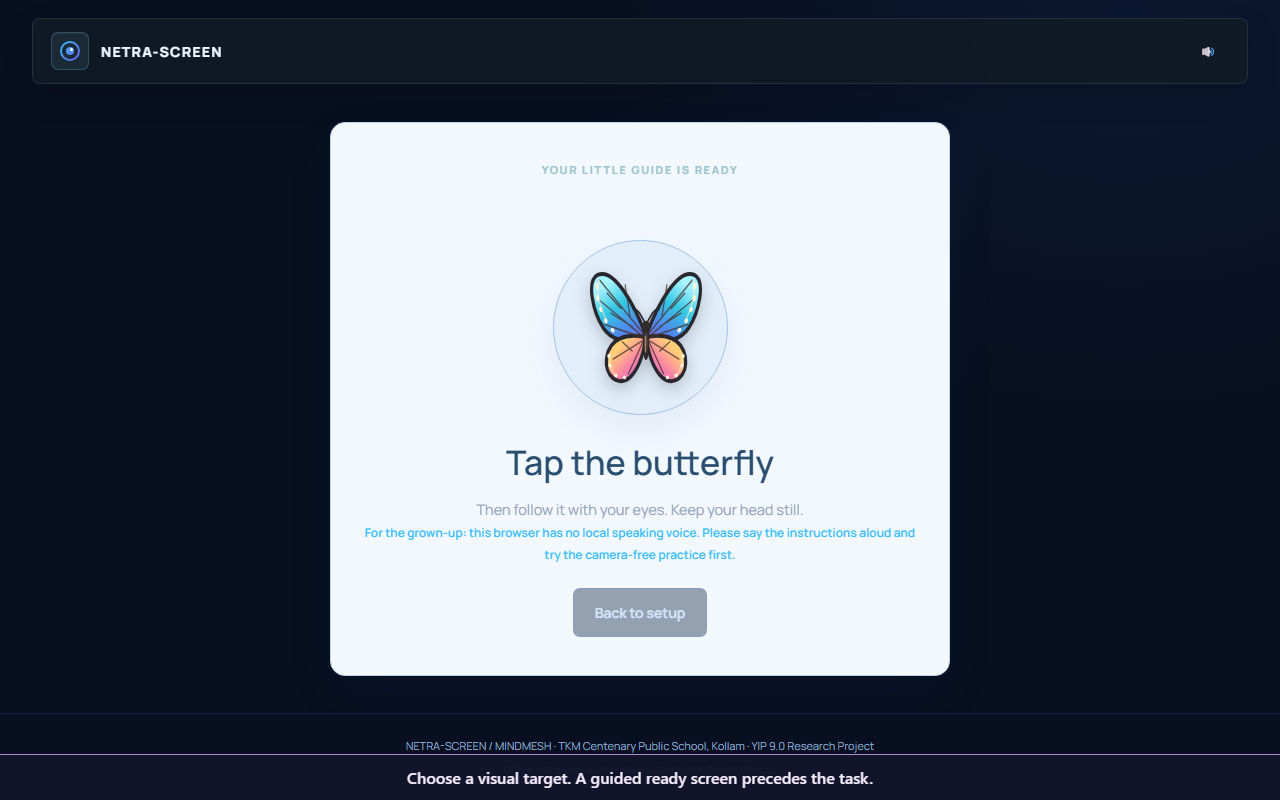 NETRA-SCREEN
YOUR LITTLE GUIDE IS READY
Tap the butterfly
Then follow it with your eyes. Keep your head still.
For the grown-up: this browser has no local speaking voice. Please say the instructions aloud and
try the camera-free practice first.
Back to setup
NETRA-SCREEN / MINDMESH · TKM Centenary Public School, Kollam · YIP 9.0 Research Project
Choose a visual target. A guided ready screen precedes the task.